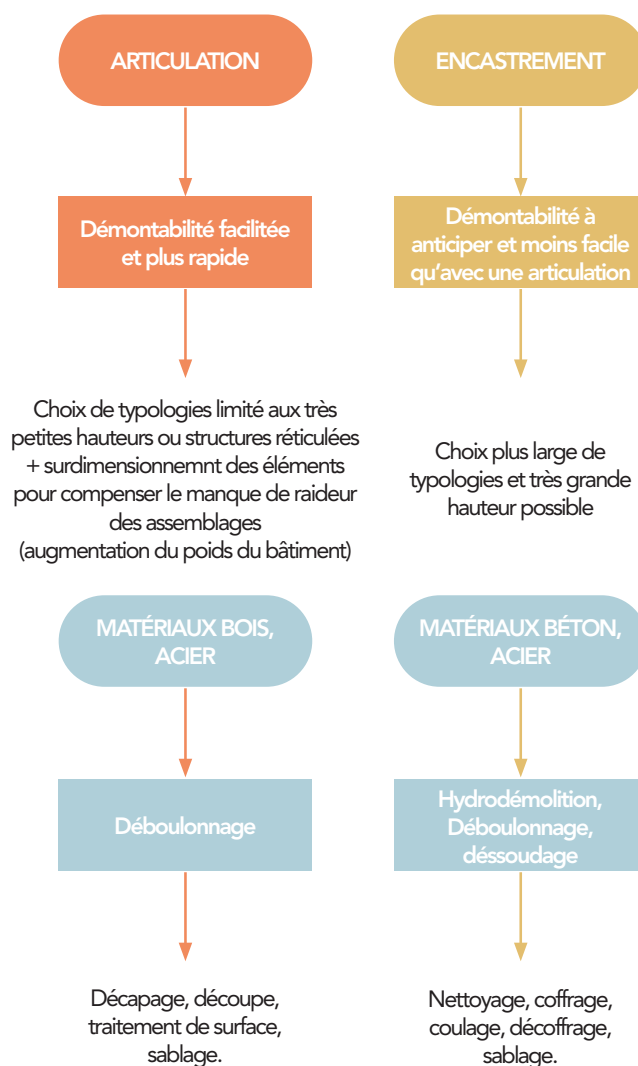 ARTICULATION
Démontabilité facilitée
et plus rapide
Choix de typologies limité aux très
petites hauteurs ou structures réticulées
+ surdimensionnemnt des éléments
pour compenser le manque de raideur
des assemblages
(augmentation du poids du bâtiment)
ENCASTREMENT
Démontabilité à
anticiper et moins facile
qu'avec une articulation
Choix plus large de
typologies et très grande
hauteur possible
MATÉRIAUX BOIS,
ACIER
Déboulonnage
Décapage, découpe,
traitement de surface,
sablage.
MATÉRIAUX BÉTON,
ACIER
Hydrodémolition,
Déboulonnage,
déssoudage
Nettoyage, coffrage,
coulage, décoffrage,
sablage.